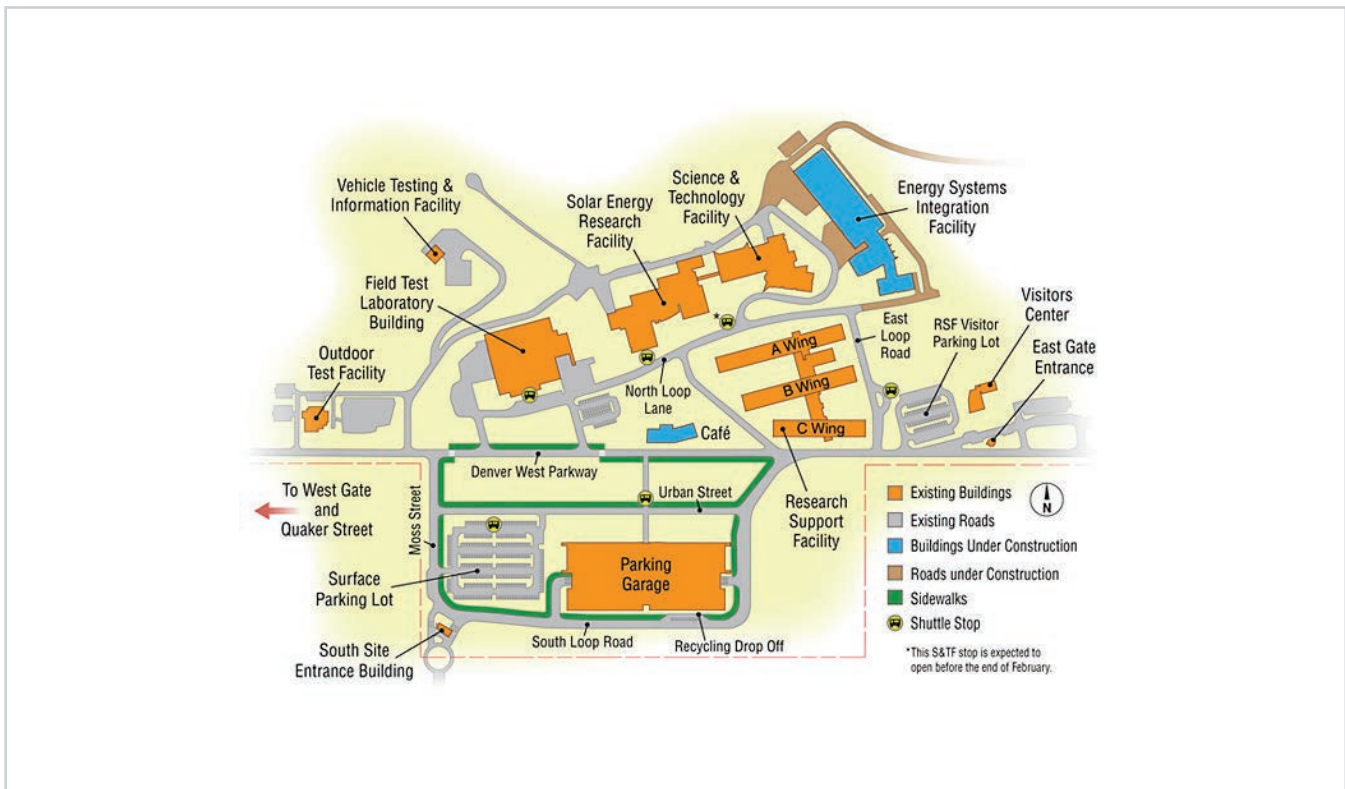 Vehicle Testing &
Information Facility
Solar Energy
Research
Facility
Science &
Technology
Facility
Energy Systems
Integration
Facility
Field Test
Laboratory
Building
Outdoor
Test Facility
*
North Loop
Lane
A Wing
B Wing
C Wing
East
Loop
Road
RSF Visitor
Parking Lot
Visitors
Center
East Gate
Entrance
Café
Denver West Parkway
Urban Street
Research
Support
Facility
To West Gate
and
Quaker Street
Moss Street
Surface
Parking Lot
Parking
Garage
South Site
Entrance Building
South Loop Road
Recycling Drop Off
Existing Buildings
N
Existing Roads
Buildings Under Construction
Roads under Construction
Sidewalks
Shuttle Stop
*This S&TF stop is expected to
open before the end of February.